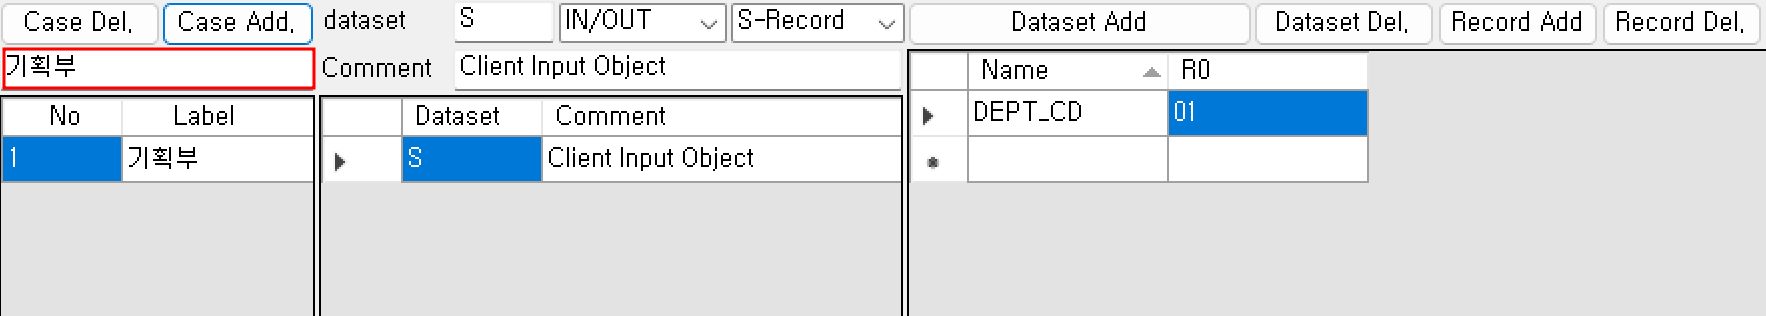 Case Del, Case Add, dataset S IN/OUT S-Record Dataset Add Dataset Del, Record Add Record Del,
기획부 Comment Client Input Object
No Label
1 기획부
Dataset Comment
S Client Input Object
Name R0
DEPT_CD 01